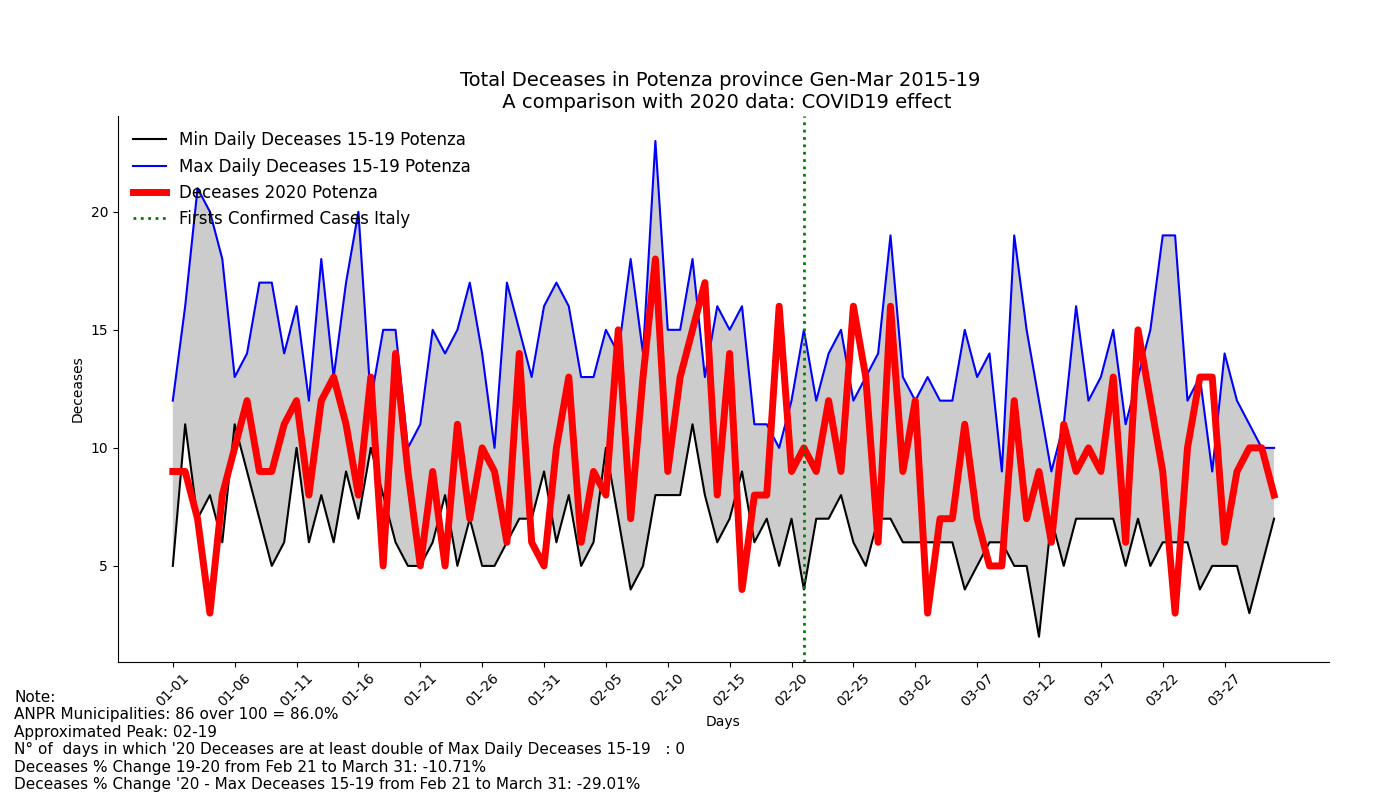 Total Deceases in Potenza province Gen-Mar 2015-19
A comparison with 2020 data: COVID19 effect
Min Daily Deceases 15-19 Potenza
Max Daily Deceases 15-19 Potenza
Deceases 2020 Potenza
Firsts Confirmed Cases Italy
Deceases
20
15
10
5
01-01
01-06
01-11
01-16
01-21
01-26
01-31
02-05
02-10
02-15
02-20
02-25
03-02
03-07
03-12
03-17
03-22
03-27
Days
Note:
ANPR Municipalities: 86 over 100 = 86.0%
Approximated Peak: 02-19
N° of  days in which '20 Deceases are at least double of Max Daily Deceases 15-19   : 0
Deceases % Change 19-20 from Feb 21 to March 31: -10.71%
Deceases % Change '20 - Max Deceases 15-19 from Feb 21 to March 31: -29.01%